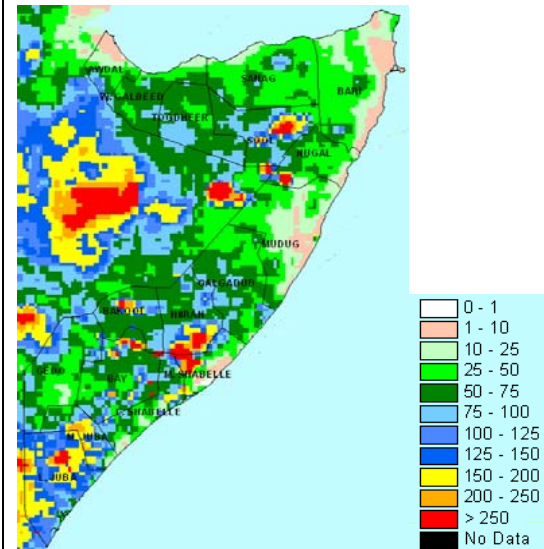 AWDAL
W. GALBEED
TOGDHEER
SANAG
BARI
SOOL
NUGAL
MUDUG
GALGADUD
BAKOOL
HIRAN
GEDO
BAY
M. SHABELLE
L. SHABELLE
M. JUBA
L. JUBA
0 - 1
1 - 10
10 - 25
25 - 50
50 - 75
75 - 100
100 - 125
125 - 150
150 - 200
200 - 250
> 250
No Data